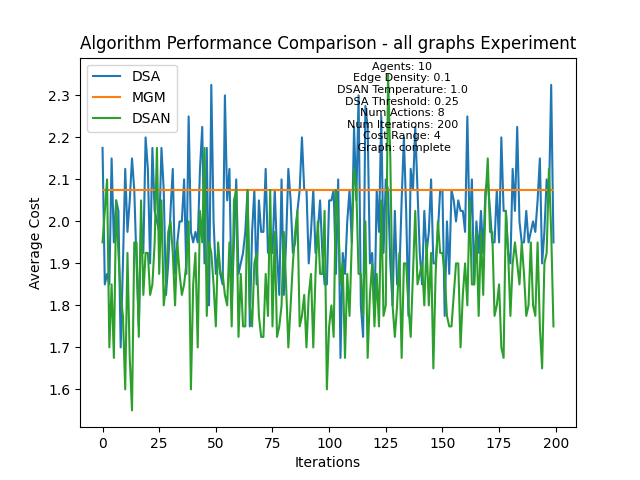 Algorithm Performance Comparison - all graphs Experiment
DSA
MGM
DSAN
Agents: 10
Edge Density: 0.1
DSAN Temperature: 1.0
DSA Threshold: 0.25
Num Actions: 8
Num Iterations: 200
Cost Range: 4
Graph: complete
Average Cost
2.3
2.2
2.1
2.0
1.9
1.8
1.7
1.6
0 25 50 75 100 125 150 175 200
Iterations